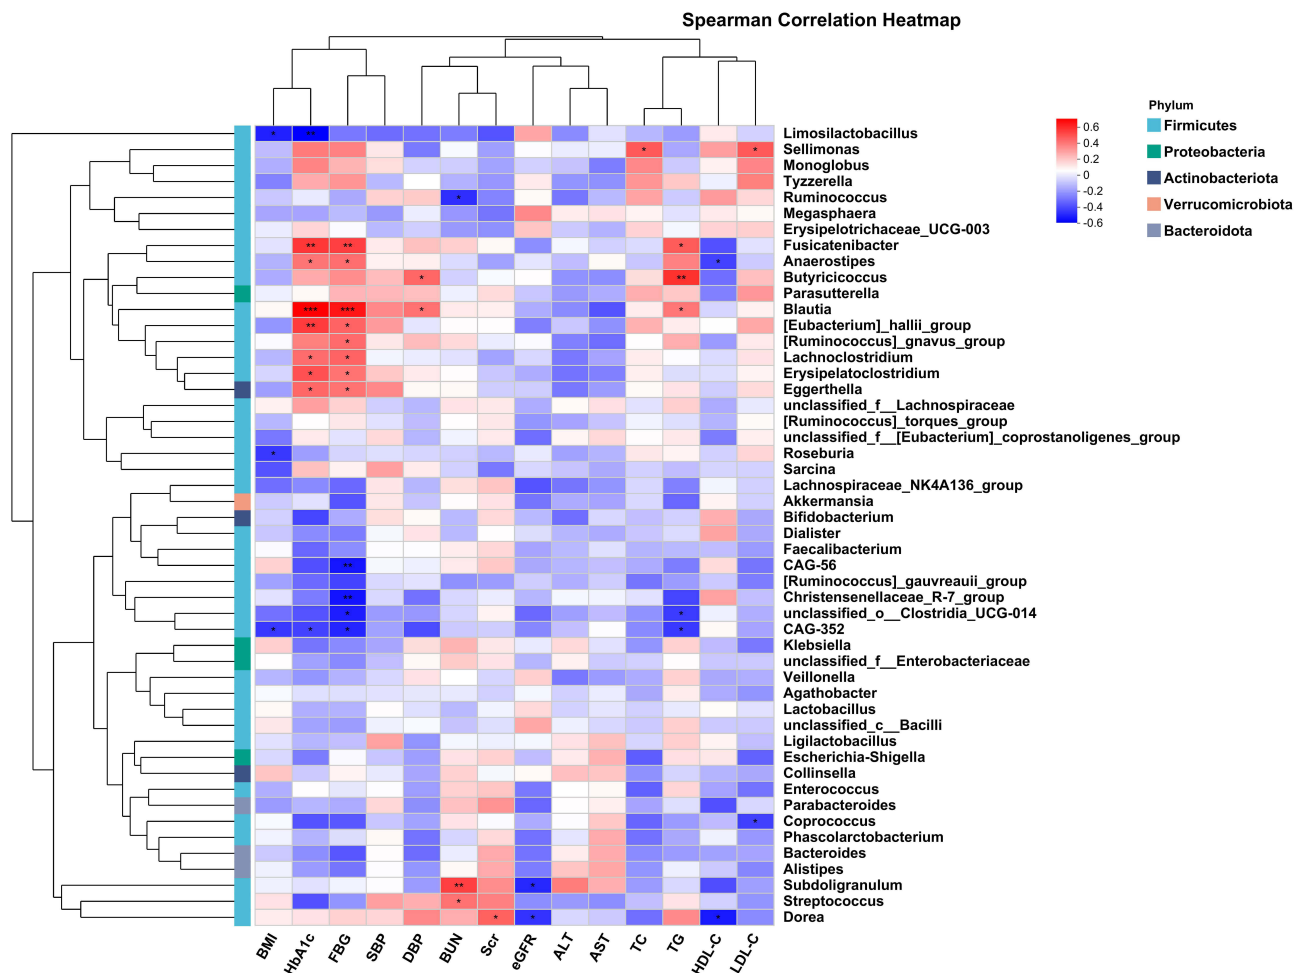 Spearman Correlation Heatmap
Phylum
Firmicutes
Proteobacteria
Actinobacteriota
Verrucomicrobiota
Bacteroidota
0.6
0.4
0.2
0
-0.2
-0.4
-0.6
* ** Limosilactobacillus
* * Sellimonas
Monoglobus
Tyzzerella
* Ruminococcus
Megasphaera
Erysipelotrichaceae_UCG-003
** ** * Fusicatenibacter
* * * Anaerostipes
* ** Butyricicoccus
Parasutterella
*** *** * * Blautia
** * [Eubacterium]_hallii_group
* [Ruminococcus]_gnavus_group
* * Lachnoclostridium
* * Erysipelatoclostridium
* * Eggerthella
unclassified_f__Lachnospiraceae
[Ruminococcus]_torques_group
unclassified_f__[Eubacterium]_coprostanoligenes_group
* Roseburia
Sarcina
Lachnospiraceae_NK4A136_group
Akkermansia
Bifidobacterium
Dialister
Faecalibacterium
** CAG-56
[Ruminococcus]_gauvreauii_group
** Christensenellaceae_R-7_group
* * unclassified_o__Clostridia_UCG-014
* * * * CAG-352
Klebsiella
unclassified_f__Enterobacteriaceae
Veillonella
Agathobacter
Lactobacillus
unclassified_c__Bacilli
Ligilactobacillus
Escherichia-Shigella
Collinsella
Enterococcus
Parabacteroides
* Coprococcus
Phascolarctobacterium
Bacteroides
Alistipes
** * Subdoligranulum
* Streptococcus
* * * Dorea
BMI HbA1c FBG SBP DBP BUN Scr eGFR ALT AST TC TG HDL-C LDL-C